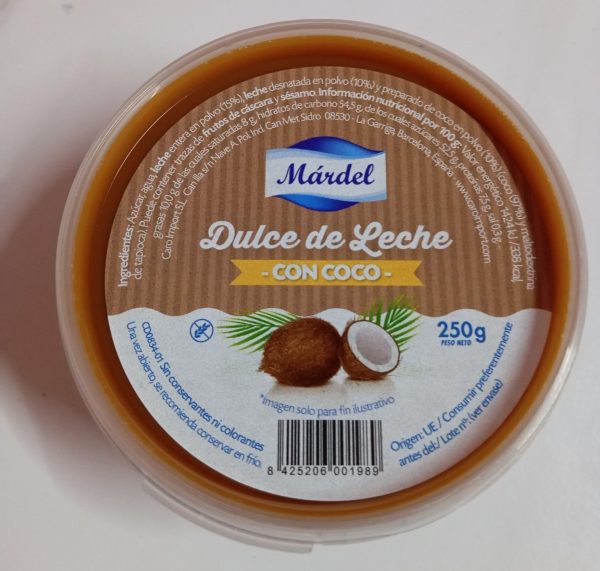 Ingredientes: Azúcar, agua, leche entera en polvo (15%), leche desnatada en polvo (10%) y preparado de coco en polvo (10%) (coco (97%), maltodextrina
de tapioca). Puede contener trazas de frutos de cáscara y sésamo. Información nutricional por 100 g: Valor energético 1424 kJ / 338 kcal,
grasas 10,0 g de las cuales saturadas 8 g, hidratos de carbono 54,5 g, de los cuales azúcares 52,8 g, proteínas 7,5 g, sal 0,3 g.
Caro Import S.L. Can Illa, s/n Nave A, Pol. Ind. Can Met. Sidro 08530 - La Garriga, Barcelona, España - www.caroimport.com
Márdel
Dulce de Leche
- CON COCO -
250g
PESO NETO
*Imagen solo para fin ilustrativo
CD0834-01 Sin conservantes ni colorantes
Una vez abierto, se recomienda conservar en frío.
Origen: UE / Consumir preferentemente
antes del:/ Lote nº: (ver envase)
8 425206 001989